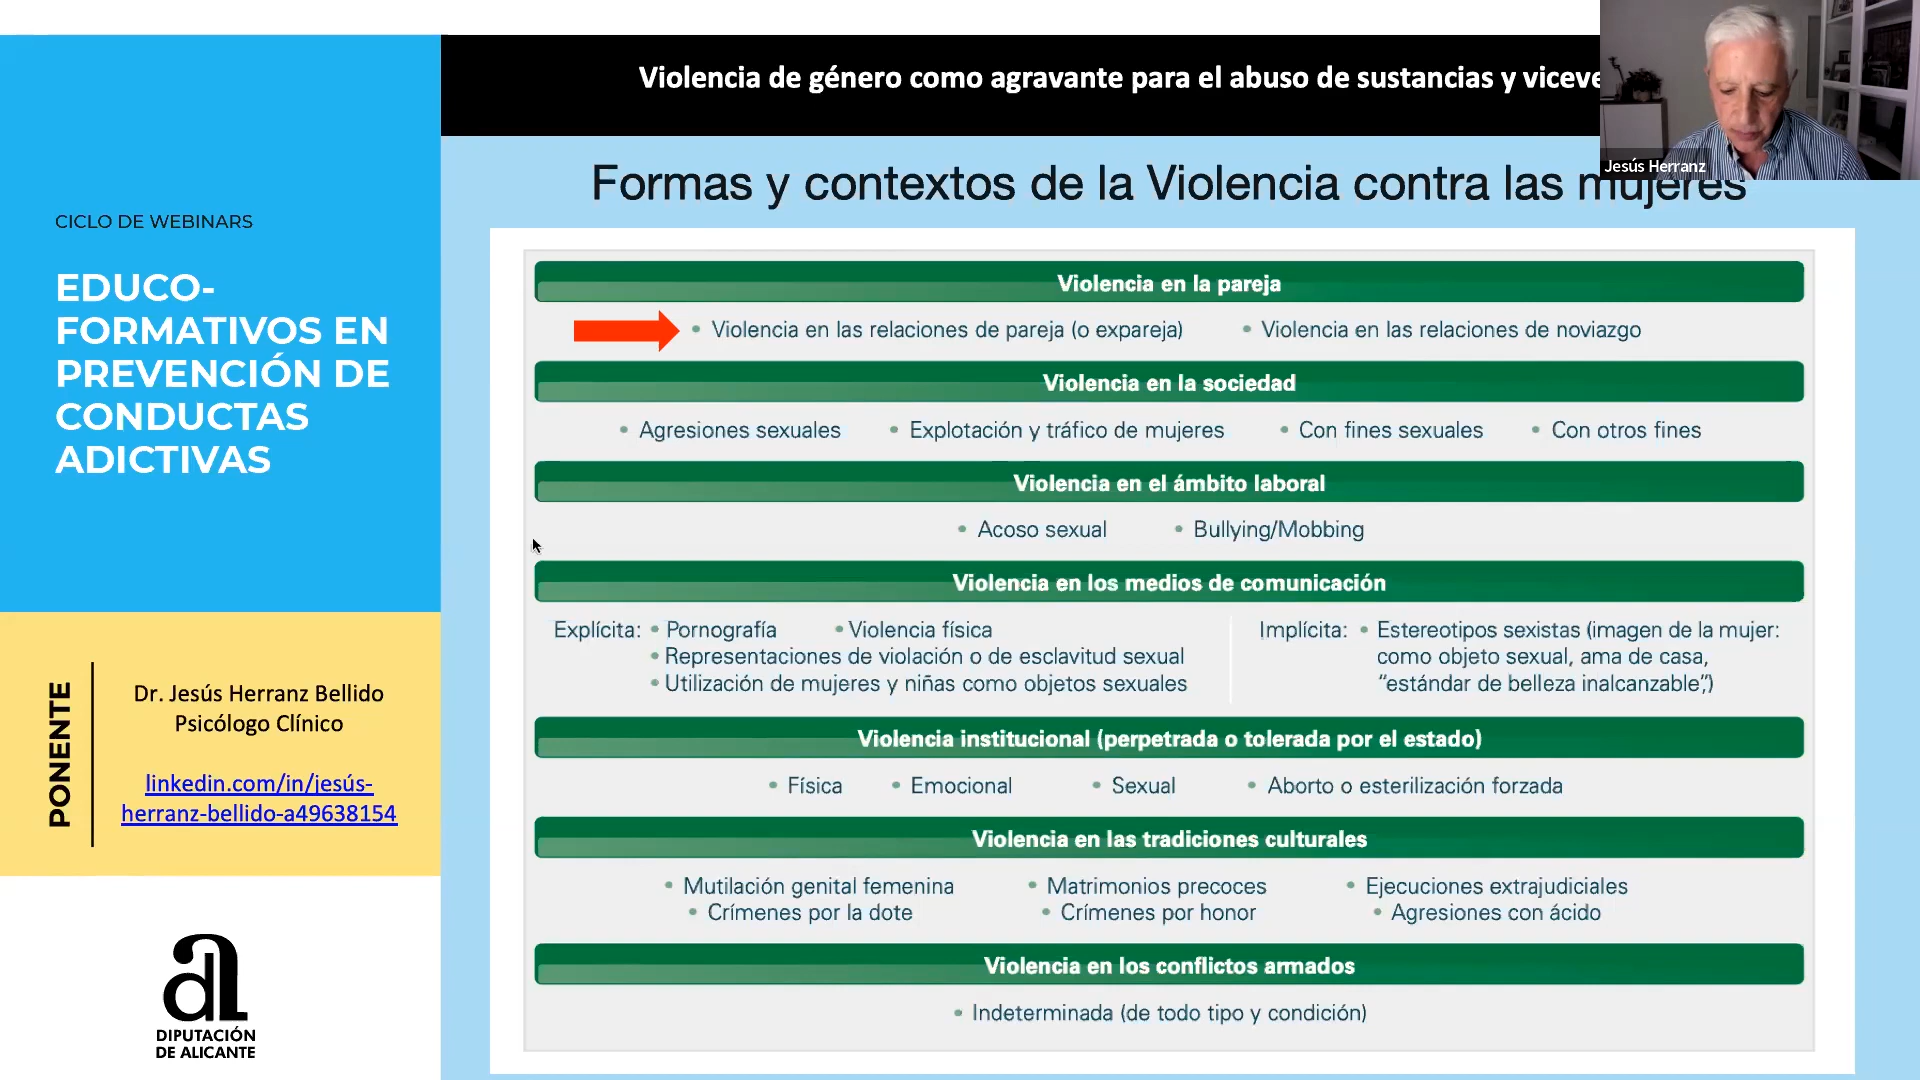 Violencia de género como agravante para el abuso de sustancias y
Jesús Herranz
Formas y contextos de la Violencia contra las mujeres
CICLO DE WEBINARS
EDUCO-
FORMATIVOS EN
PREVENCIÓN DE
CONDUCTAS
ADICTIVAS
PONENTE
Dr. Jesús Herranz Bellido
Psicólogo Clínico
linkedin.com/in/jesús-
herranz-bellido-a49638154
DIPUTACIÓN
DE ALICANTE
Violencia en la pareja
• Violencia en las relaciones de pareja (o expareja) • Violencia en las relaciones de noviazgo
Violencia en la sociedad
• Agresiones sexuales • Explotación y tráfico de mujeres • Con fines sexuales • Con otros fines
Violencia en el ámbito laboral
• Acoso sexual • Bullying/Mobbing
Violencia en los medios de comunicación
Explícita: • Pornografía • Violencia física
• Representaciones de violación o de esclavitud sexual
• Utilización de mujeres y niñas como objetos sexuales
Implícita: • Estereotipos sexistas (imagen de la mujer:
como objeto sexual, ama de casa,
“estándar de belleza inalcanzable”,)
Violencia institucional (perpetrada o tolerada por el estado)
• Física • Emocional • Sexual • Aborto o esterilización forzada
Violencia en las tradiciones culturales
• Mutilación genital femenina • Matrimonios precoces • Ejecuciones extrajudiciales
• Crímenes por la dote • Crímenes por honor • Agresiones con ácido
Violencia en los conflictos armados
• Indeterminada (de todo tipo y condición)